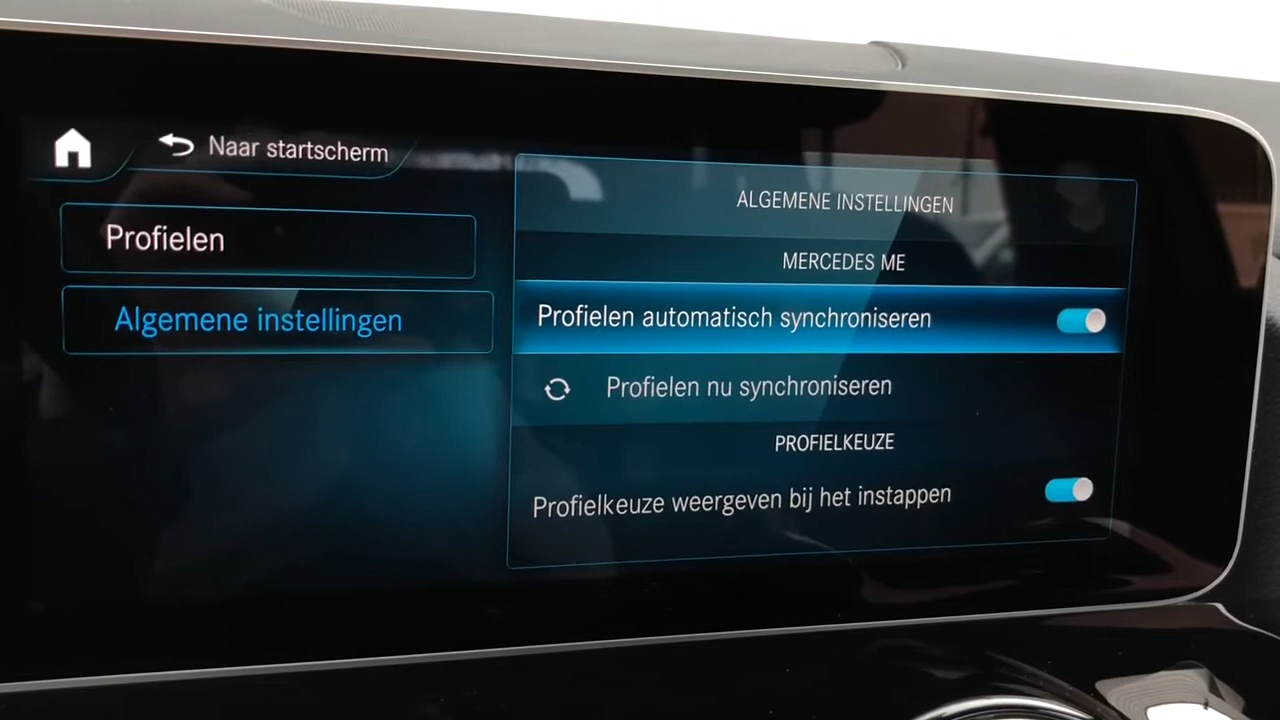 Naar startscherm
Profielen
Algemene instellingen
ALGEMENE INSTELLINGEN
MERCEDES ME
Profielen automatisch synchroniseren
Profielen nu synchroniseren
PROFIELKEUZE
Profielkeuze weergeven bij het instappen